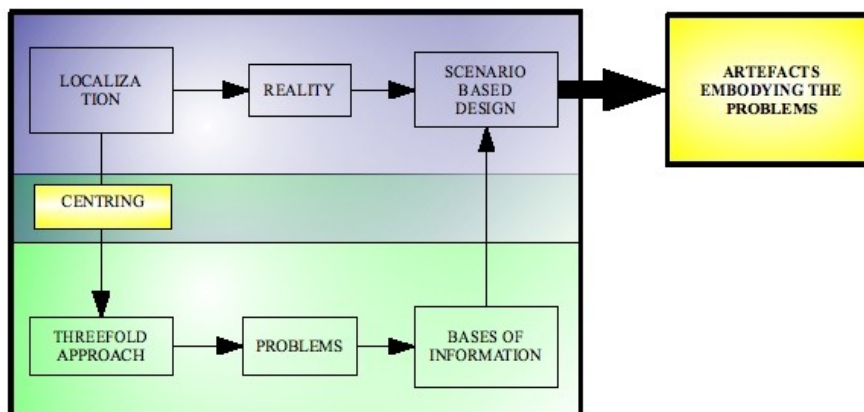 LOCALIZA
TION
REALITY
SCENARIO
BASED
DESIGN
ARTEFACTS
EMBODYING THE
PROBLEMS
CENTRING
THREEFOLD
APPROACH
PROBLEMS
BASES OF
INFORMATION